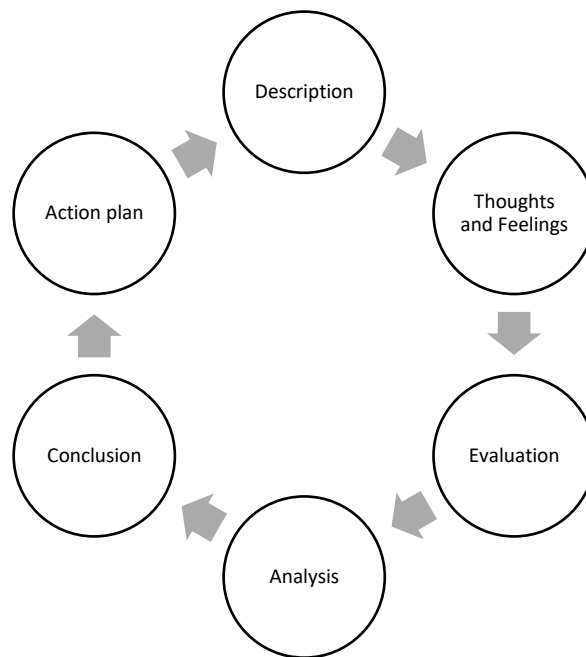 Description
Thoughts
and Feelings
Evaluation
Analysis
Conclusion
Action plan